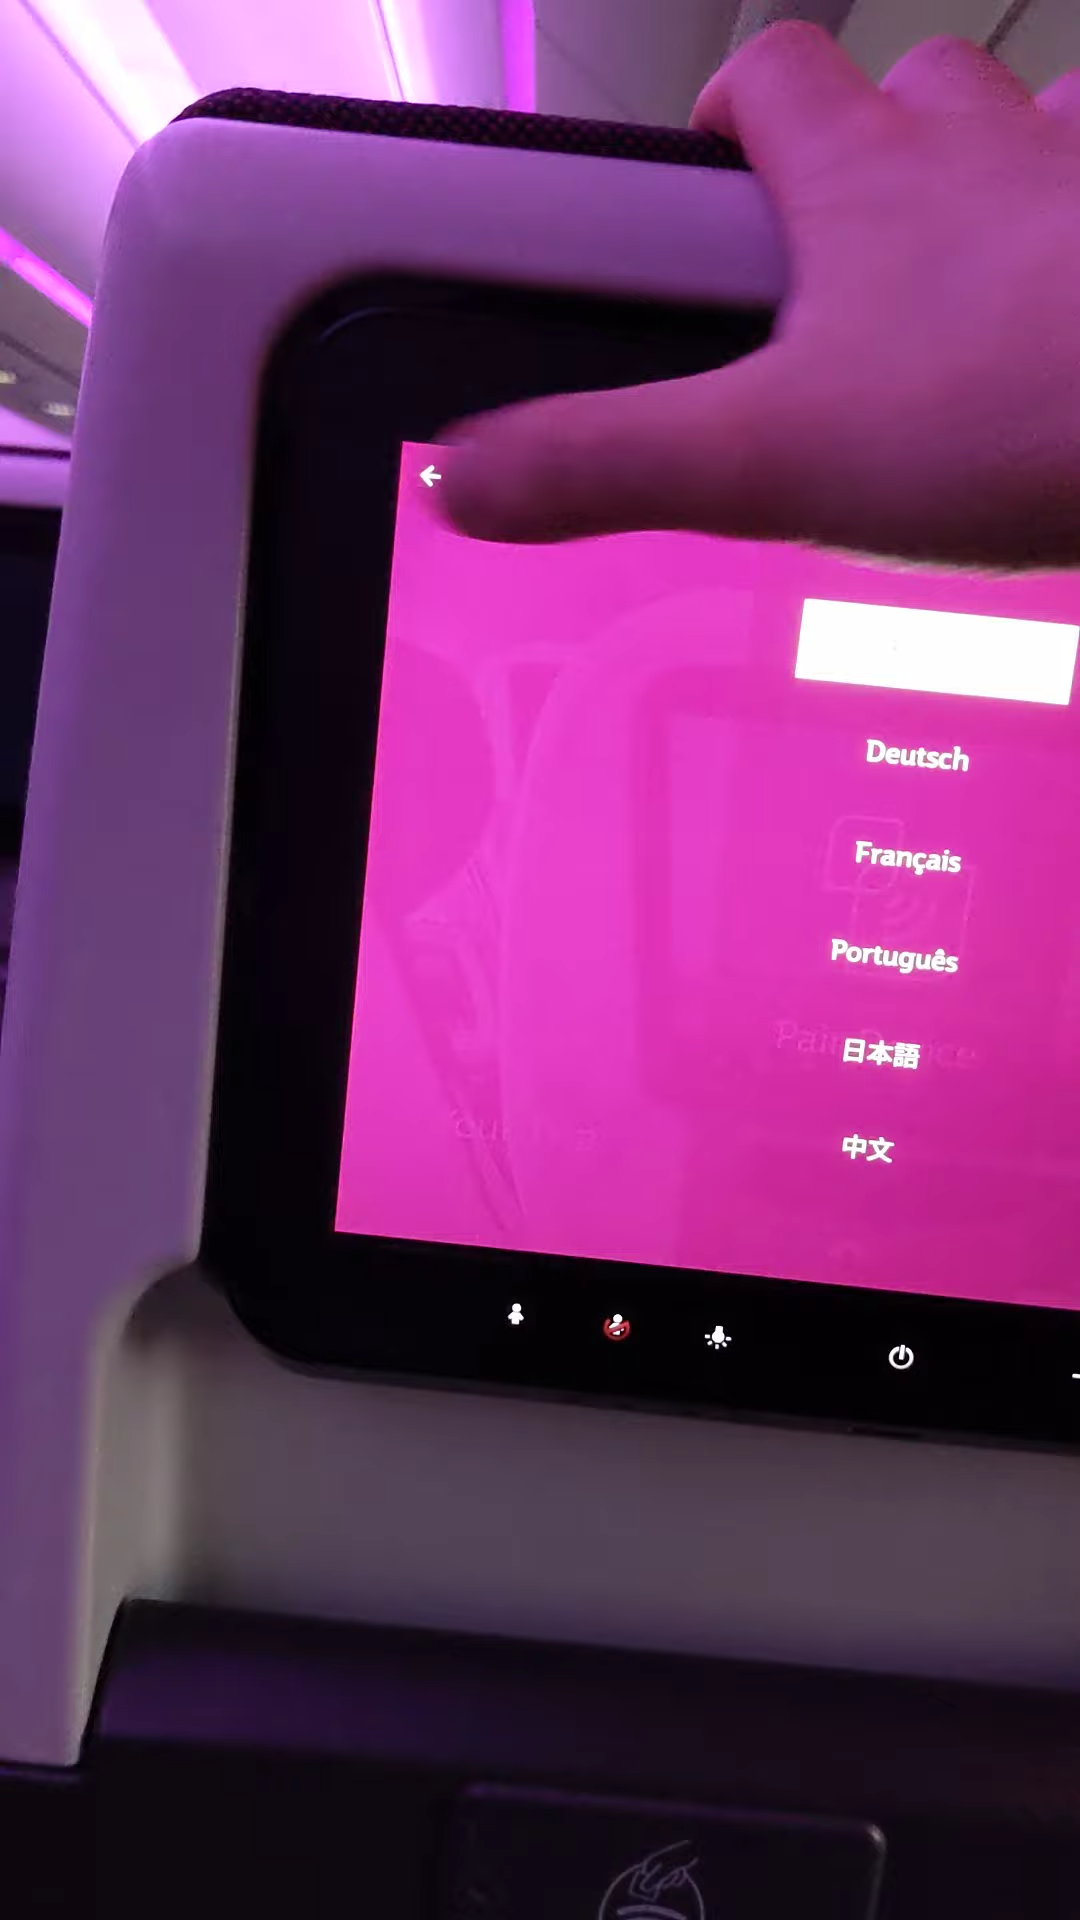 Deutsch
Français
Português
日本語
中文